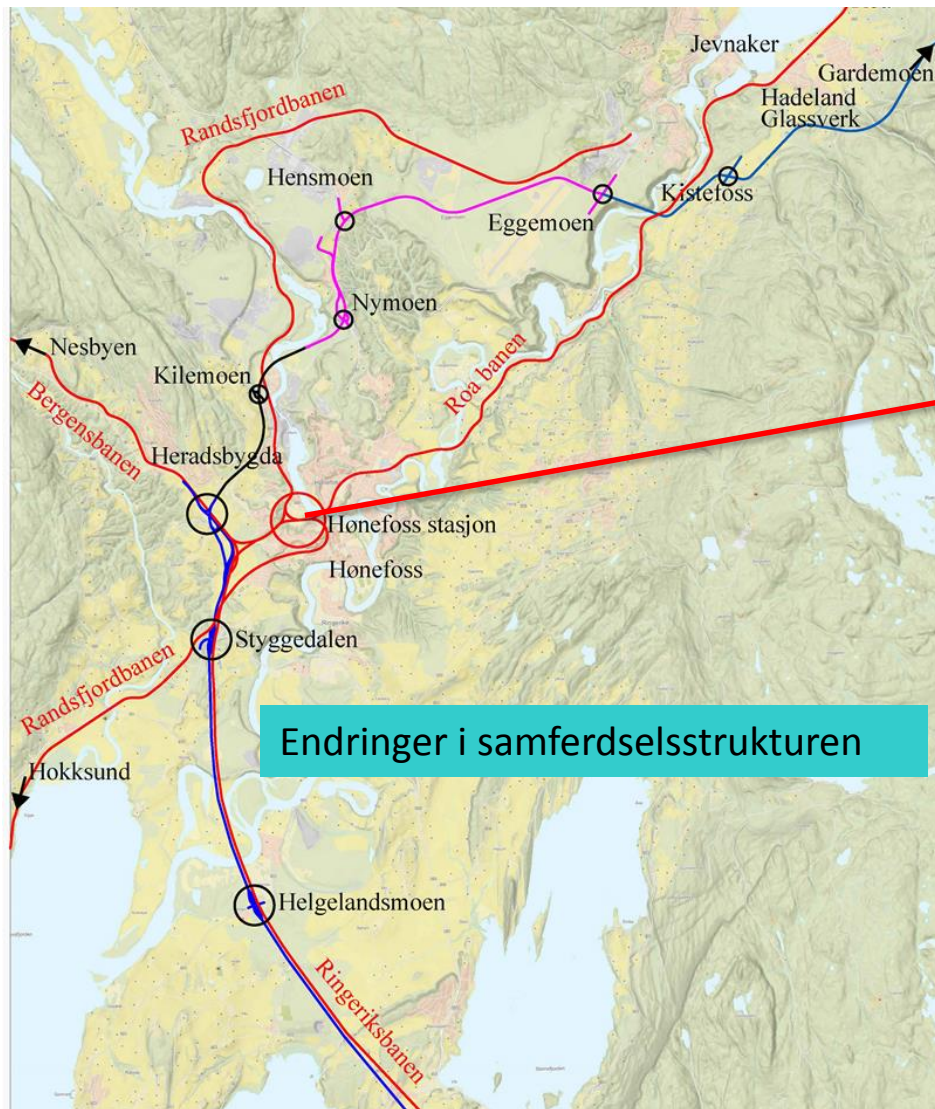 Jevnaker
Gardemoen
Hadeland
Glassverk
Randsfjordbanen
Hensmoen
Kistefoss
Eggemoen
Nymoen
Nesbyen
Kilemoen
Roa banen
Bergensbanen
Heradsbygda
Hønefoss stasjon
Hønefoss
Styggedalen
Randsfjordbanen
Endringer i samferdselsstrukturen
Hokksund
Helgelandsmoen
Ringeriksbanen